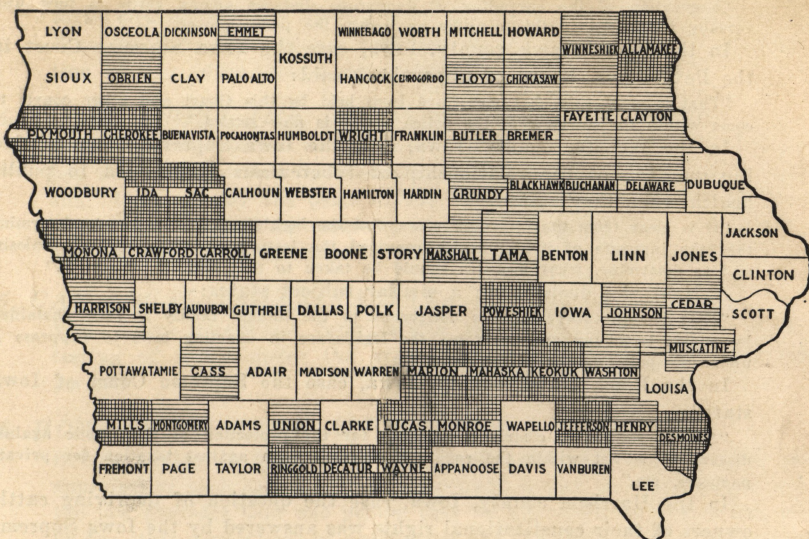 LYON OSCEOLA DICKINSON EMMET WINNEBAGO WORTH MITCHELL HOWARD
KOSSUTH WINNESHIEK ALLAMAKEE
SIOUX OBRIEN CLAY PALO ALTO HANCOCK CERROGORDO FLOYD CHICKASAW
FAYETTE CLAYTON
PLYMOUTH CHEROKEE BUENAVISTA POCAHONTAS HUMBOLDT WRIGHT FRANKLIN BUTLER BREMER
WOODBURY IDA SAC CALHOUN WEBSTER HAMILTON HARDIN GRUNDY BLACKHAWK BUCHANAN DELAWARE DUBUQUE
JACKSON
MONONA CRAWFORD CARROLL GREENE BOONE STORY MARSHALL TAMA BENTON LINN JONES
CLINTON
HARRISON SHELBY AUDUBON GUTHRIE DALLAS POLK JASPER POWESHIEK IOWA JOHNSON CEDAR SCOTT
MUSCATINE
POTTAWATAMIE CASS ADAIR MADISON WARREN MARION MAHASKA KEOKUK WASH'TON
LOUISA
MILLS MONTGOMERY ADAMS UNION CLARKE LUCAS MONROE WAPELLO JEFFERSON HENRY DESMOINES
FREMONT PAGE TAYLOR RINGGOLD DECATUR WAYNE APPANOOSE DAVIS VANBUREN LEE